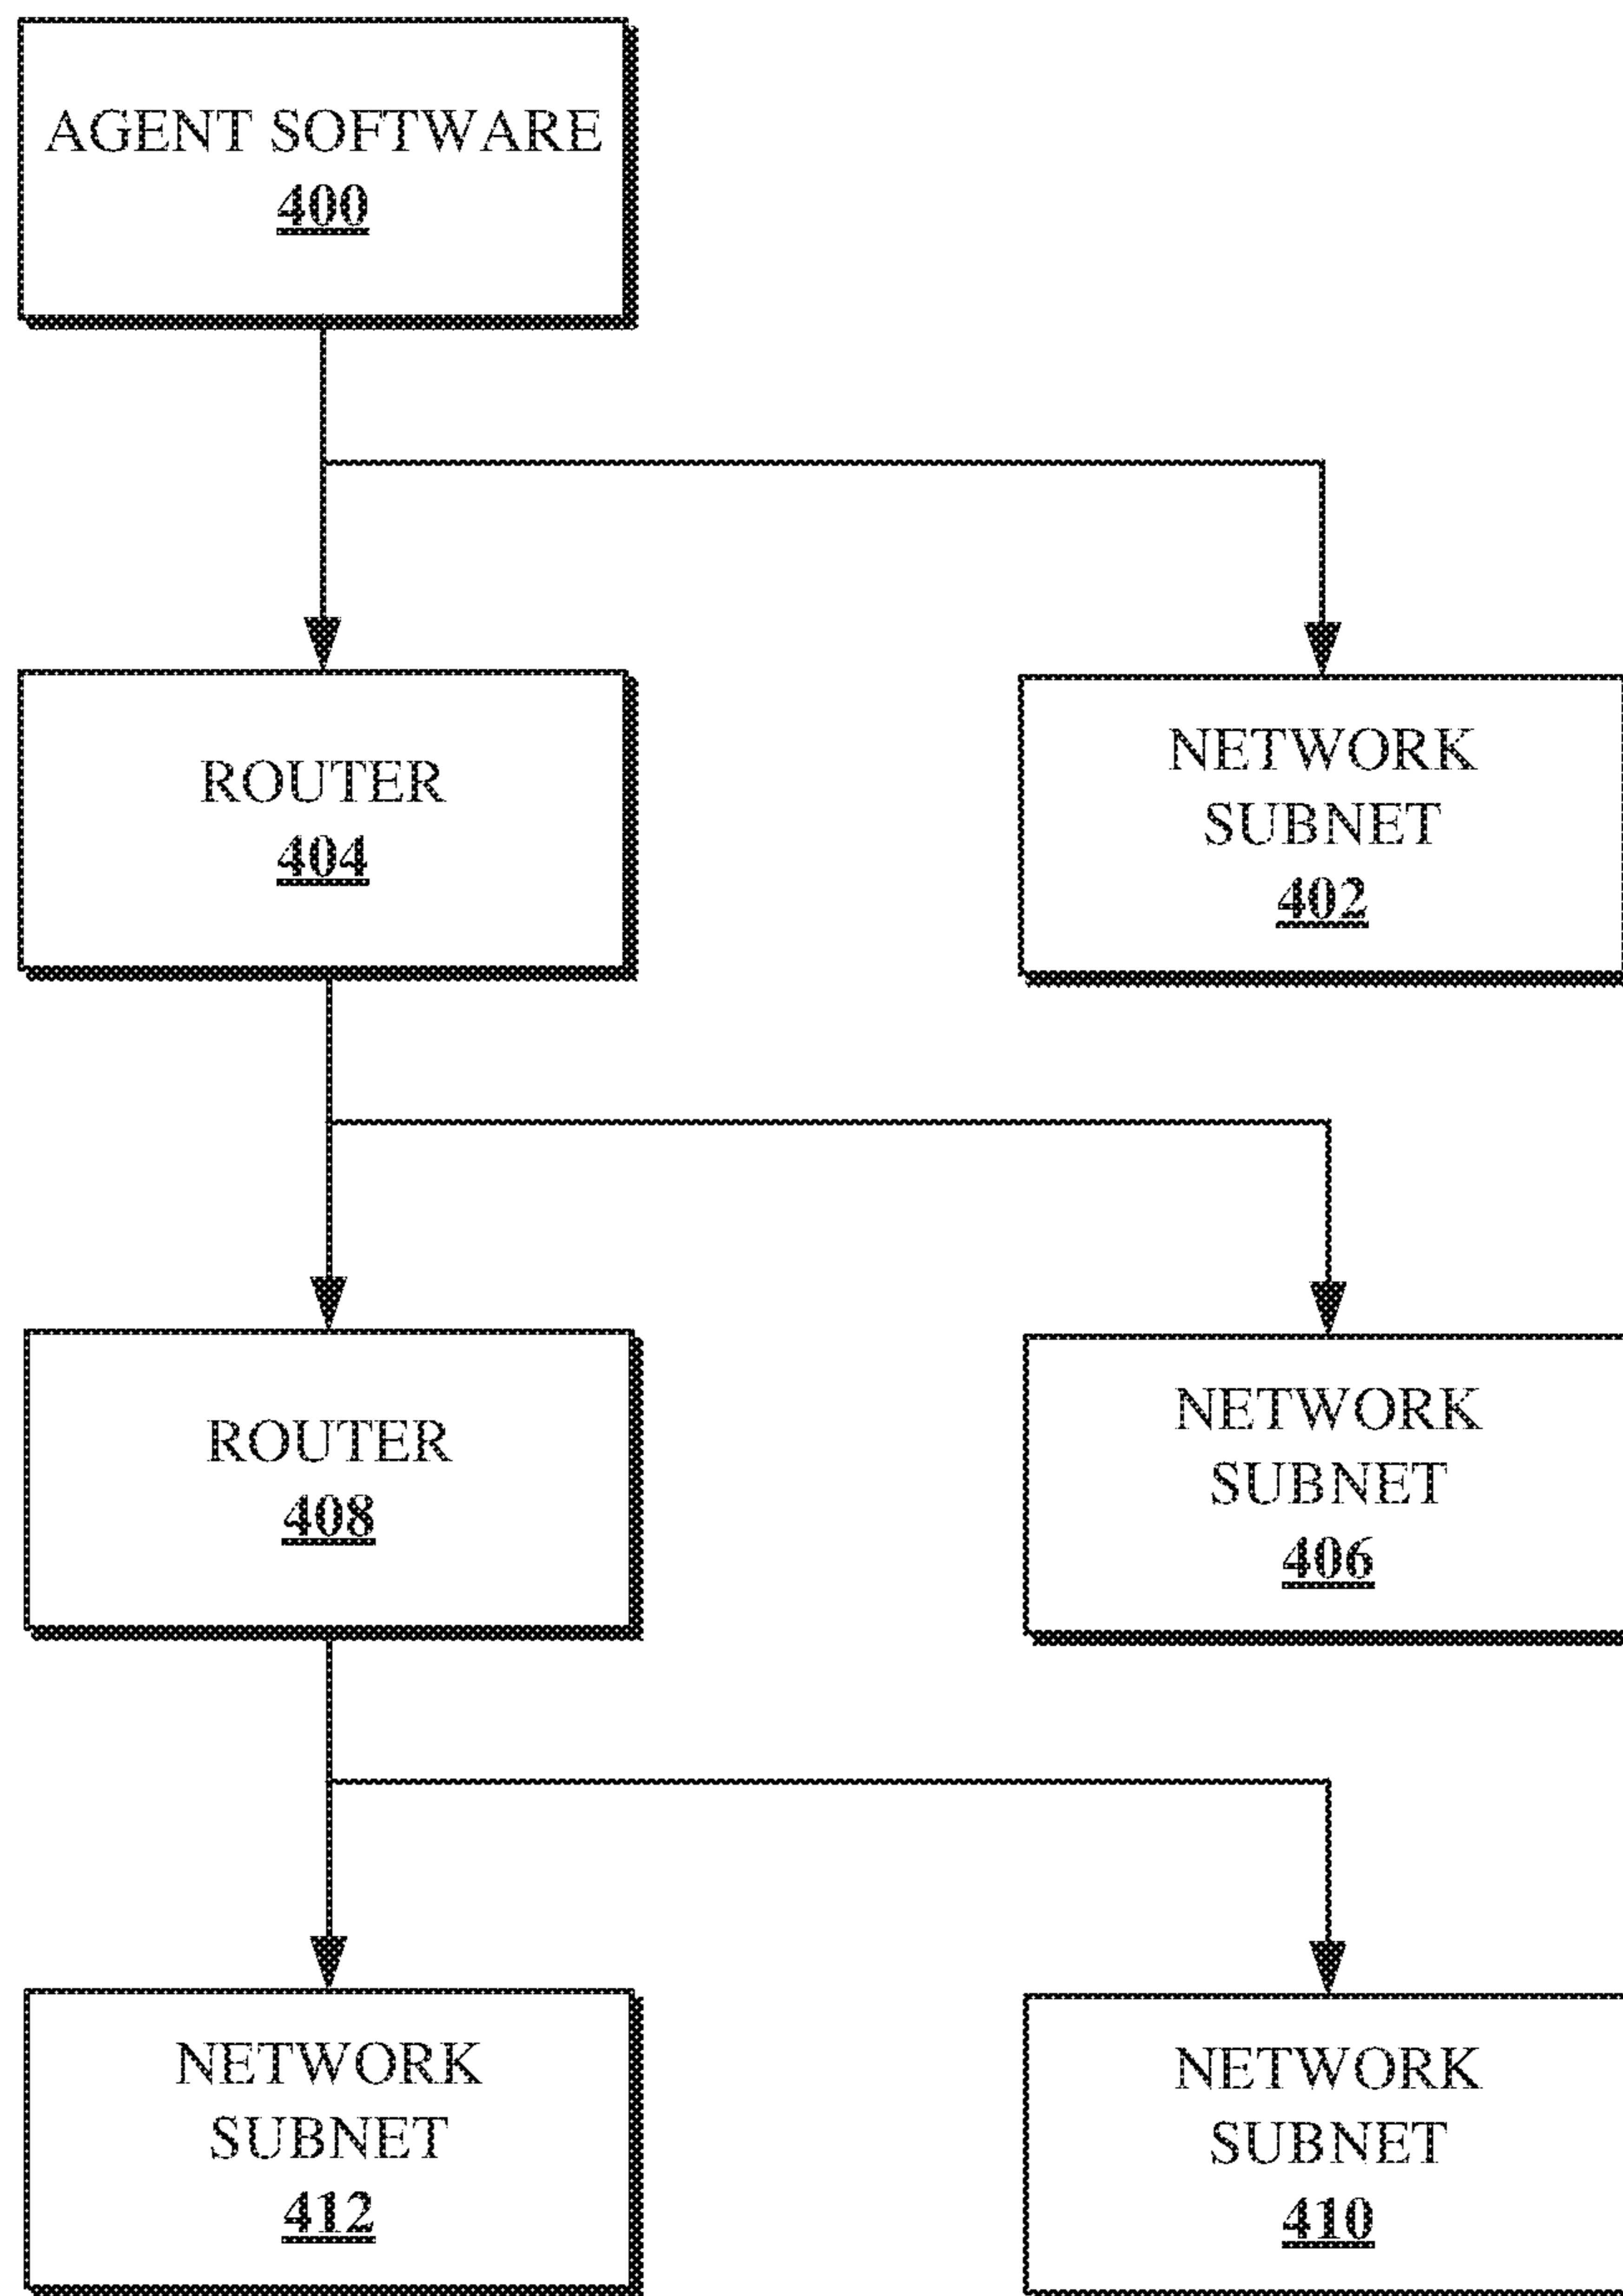 AGENT SOFTWARE
400
ROUTER
404
NETWORK
SUBNET
402
ROUTER
408
NETWORK
SUBNET
406
NETWORK
SUBNET
412
NETWORK
SUBNET
410